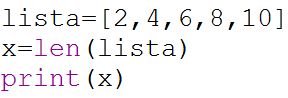 lista=[2,4,6,8,10]
x=len(lista)
print(x)